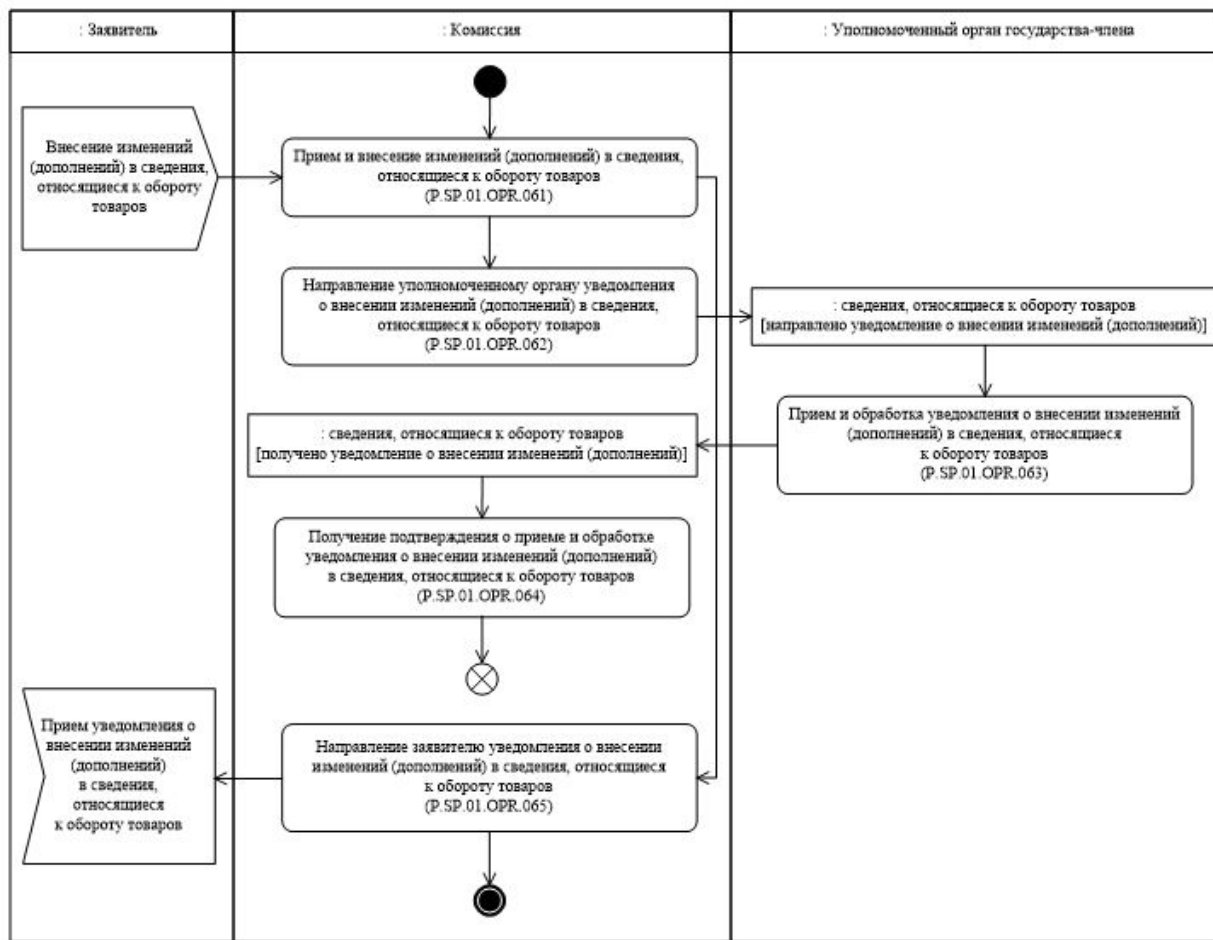 : Заявитель
: Комиссия
: Уполномоченный орган государства-члена
Внесение изменений
(дополнений) в сведения,
относящиеся к обороту
товаров
Прием и внесение изменений (дополнений) в сведения,
относящиеся к обороту товаров
(P.SP.01.OPR.061)
Направление уполномоченному органу уведомления
о внесении изменений (дополнений) в сведения,
относящиеся к обороту товаров
(P.SP.01.OPR.062)
: сведения, относящиеся к обороту товаров
[направлено уведомление о внесении изменений (дополнений)]
Прием и обработка уведомления о внесении изменений
(дополнений) в сведения, относящиеся
к обороту товаров
(P.SP.01.OPR.063)
: сведения, относящиеся к обороту товаров
[получено уведомление о внесении изменений (дополнений)]
Получение подтверждения о приеме и обработке
уведомления о внесении изменений (дополнений)
в сведения, относящиеся к обороту товаров
(P.SP.01.OPR.064)
Прием уведомления о
внесении изменений
(дополнений)
в сведения,
относящиеся
к обороту товаров
Направление заявителю уведомления о внесении
изменений (дополнений) в сведения, относящиеся
к обороту товаров
(P.SP.01.OPR.065)